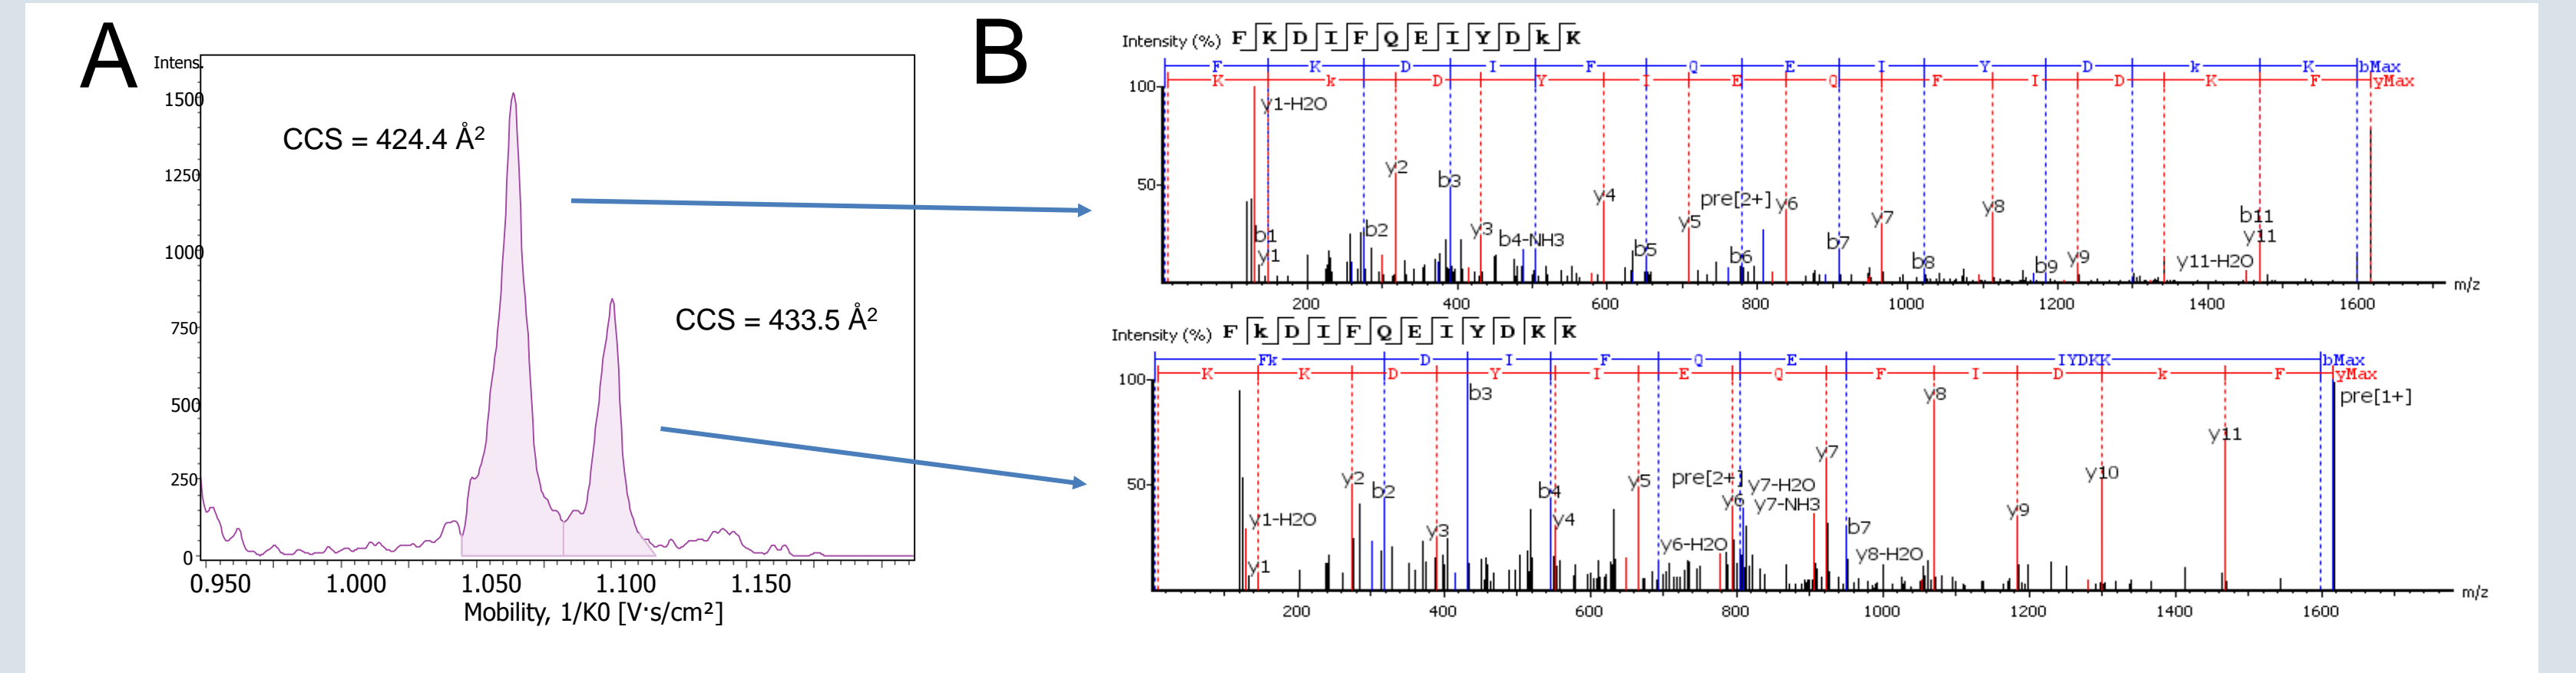 A
Intens.
1500
1250
1000
750
500
250
0
CCS = 424.4 Å²
CCS = 433.5 Å²
0.950 1.000 1.050 1.100 1.150
Mobility, 1/K0 [V·s/cm²]
B
Intensity (%) F K D I F Q E I Y D k K
F K D I F Q E I Y D k K bMax
K k D Y I E Q F I D K F yMax
100
50
y1-H2O
b1
y1
b2
y2
b3
y3
b4-NH3
y4
b5
y5
pre[2+]
b6
y6
b7
y7
b8
y8
b9
y9
y11-H2O
b11
y11
200 400 600 800 1000 1200 1400 1600
m/z
Intensity (%) F k D I F Q E I Y D K K
Fk D I F Q E IYDKK bMax
K K D Y I E Q F I D k F yMax
100
50
y1-H2O
y1
y2
b2
y3
b3
b4
y4
y5
y6-H2O
pre[2+]
y6
y7-H2O
y7-NH3
y7
b7
y8-H2O
y8
y9
y10
y11
pre[1+]
200 400 600 800 1000 1200 1400 1600
m/z